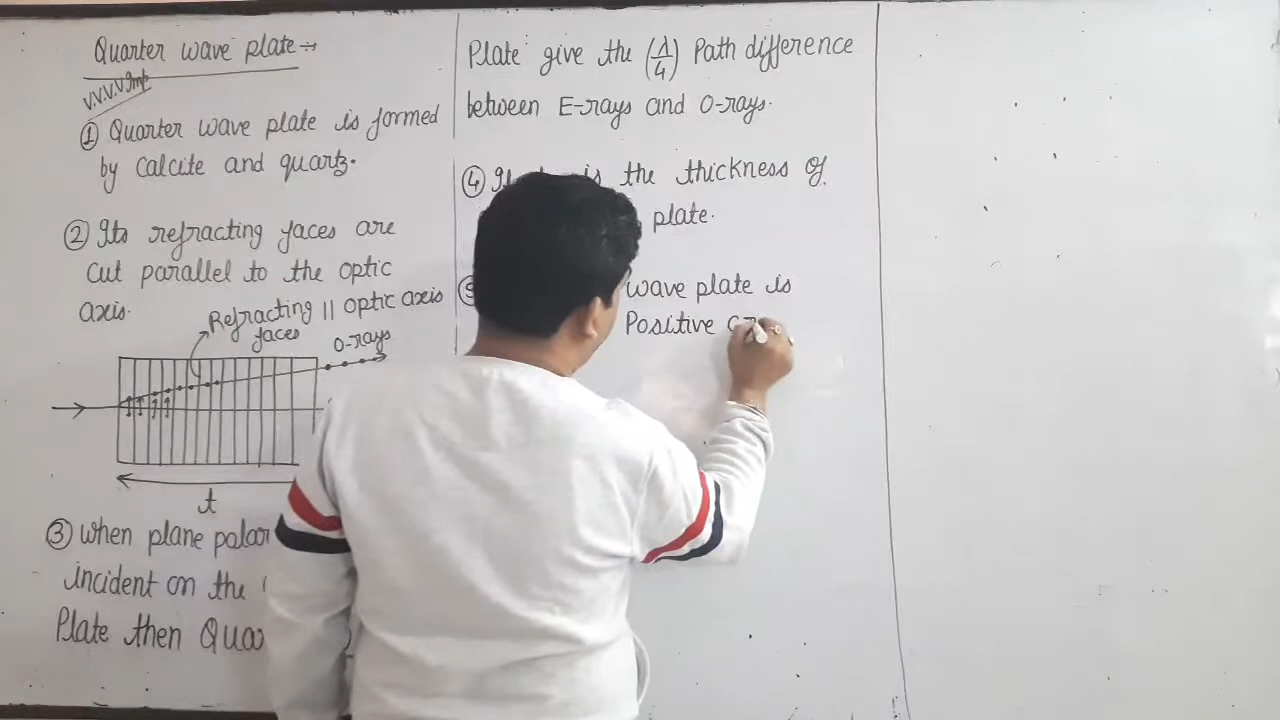 Quarter wave plate →
V.V.V.V Imp
① Quarter wave plate is formed
by calcite and quartz.
② Its refracting faces are
cut parallel to the optic
axis.
Refracting || optic axis
faces
O-rays
t
③ When plane
incident on the
Plate then
Plate give the (λ/4) Path difference
between E-rays and O-rays.
④ is the thickness of
plate.
⑤ wave plate is
Positive